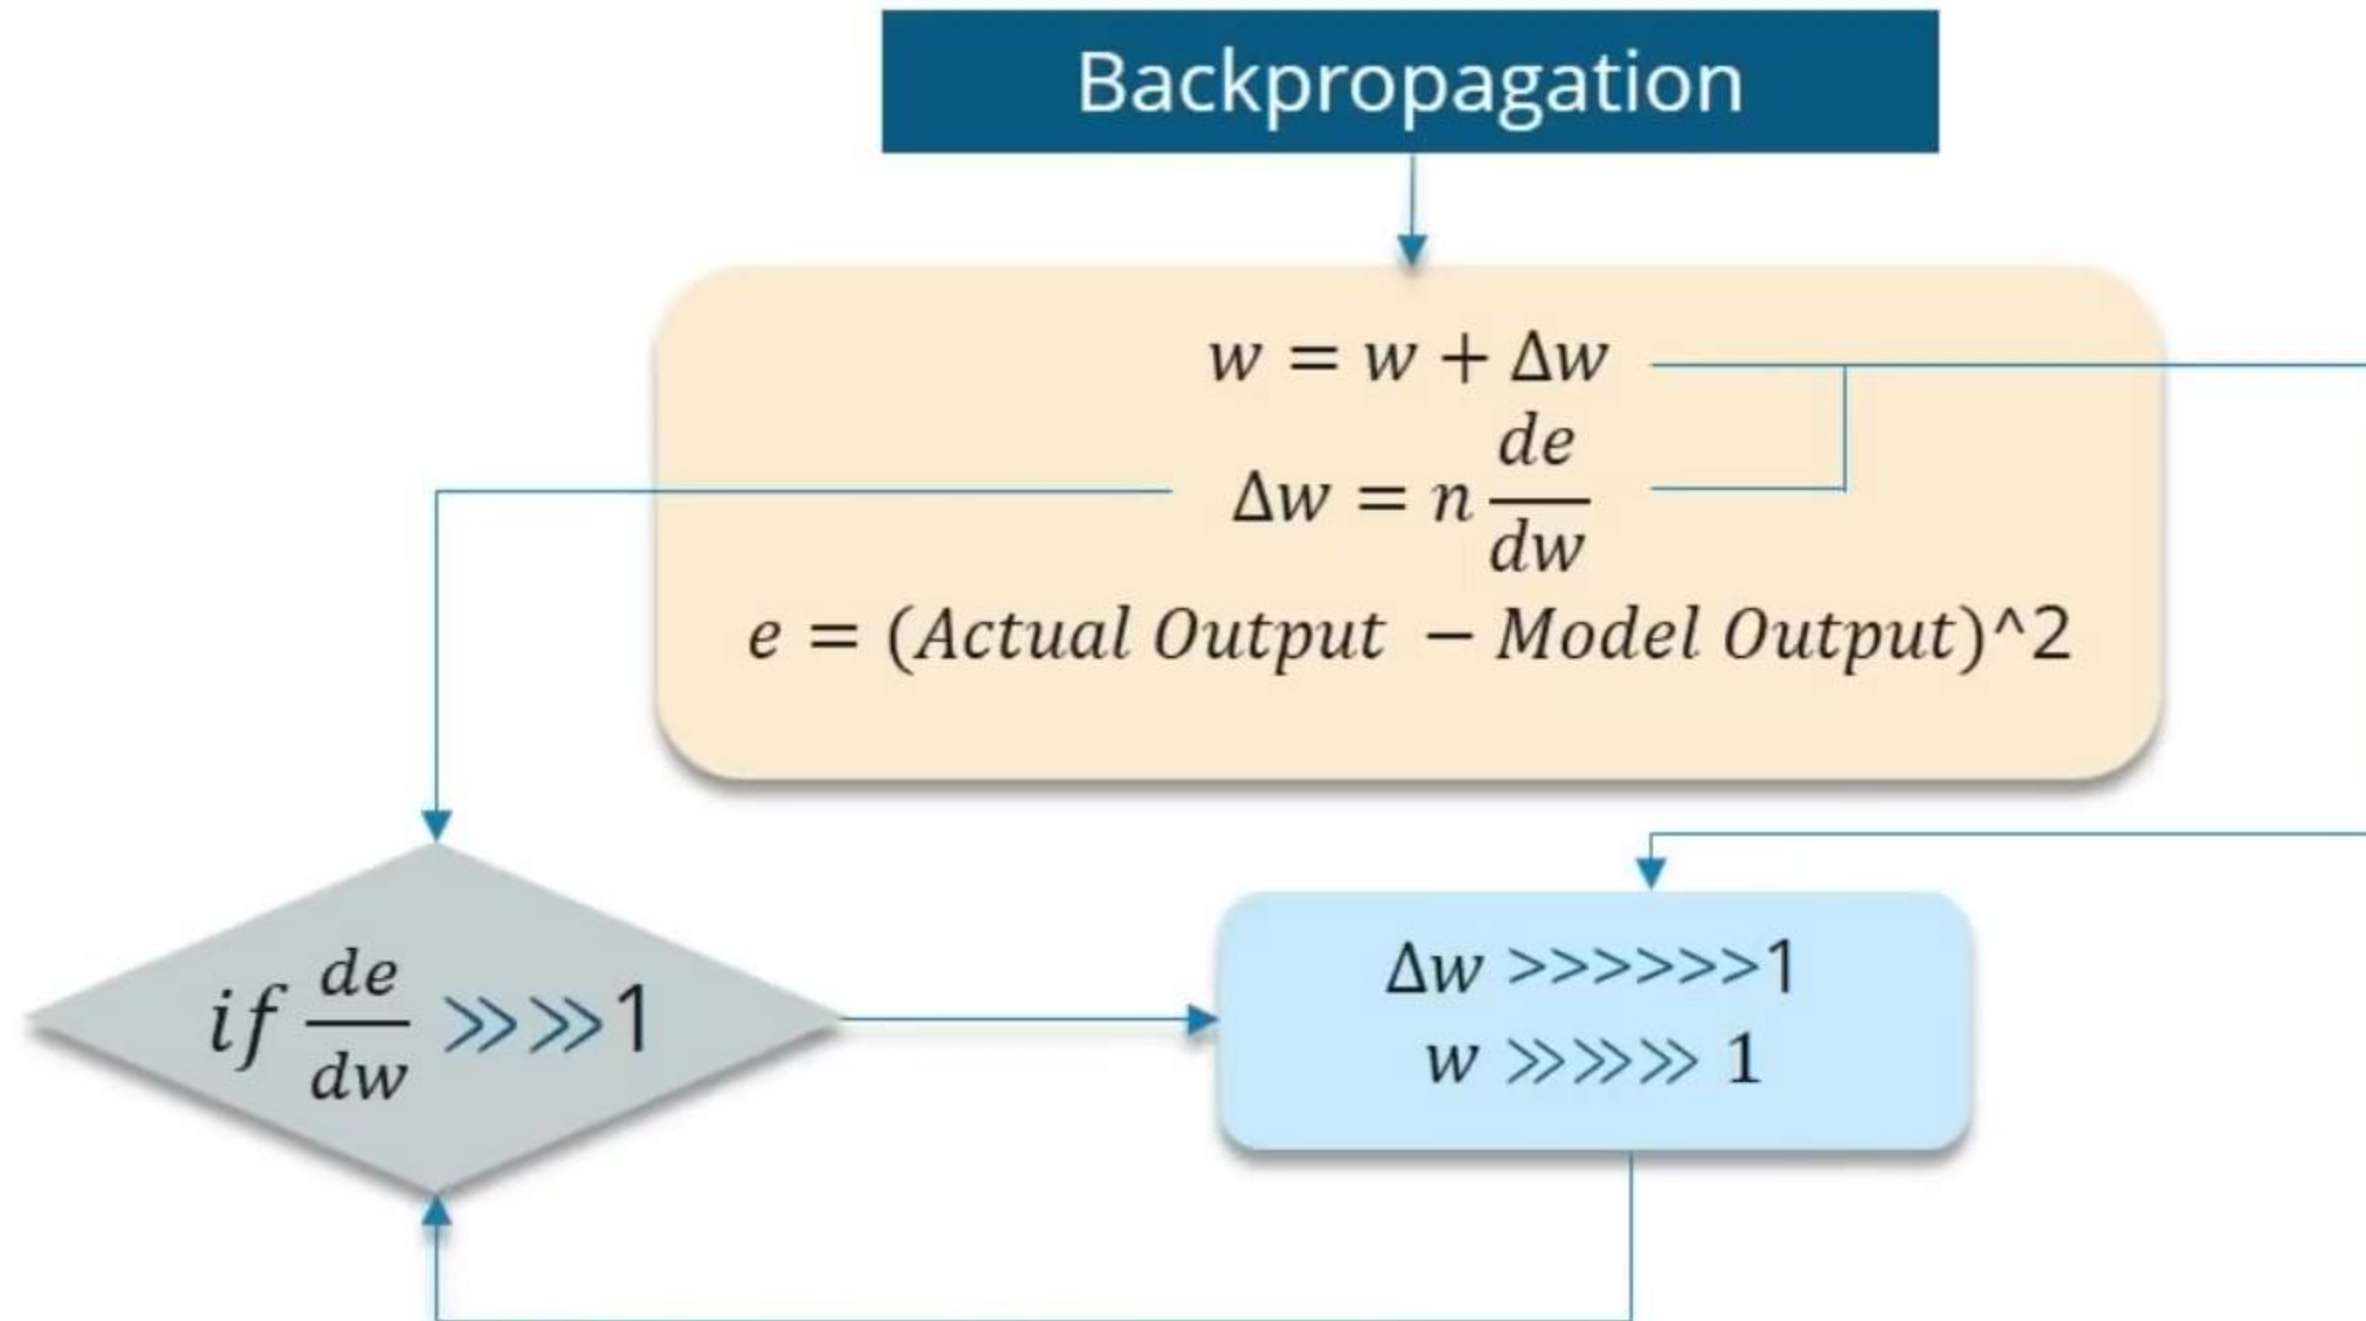 Backpropagation
w = w + Δw
Δw = n de/dw
e = (Actual Output − Model Output)^2
if de/dw ≫≫1
Δw >>>>>>1
w ≫≫≫ 1